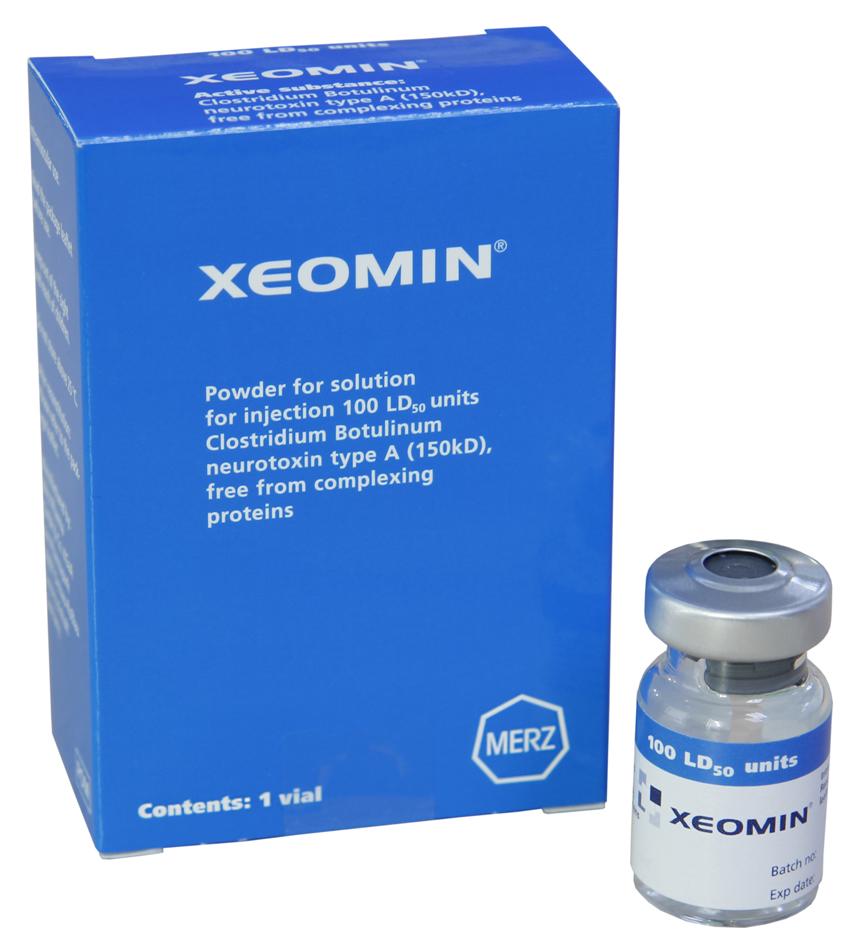 100 LD50 units
XEOMIN®
Active substance:
Clostridium Botulinum
neurotoxin type A (150kD),
free from complexing proteins
XEOMIN®
Powder for solution
for injection 100 LD50 units
Clostridium Botulinum
neurotoxin type A (150kD),
free from complexing
proteins
MERZ
Contents: 1 vial
100 LD50 units
XEOMIN
Batch no:
Exp date: